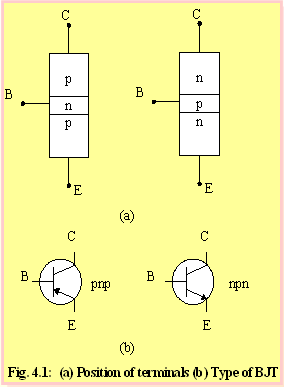 C C
p n
B n B p
p n
E E
(a)
C C
B pnp B npn
E E
(b)
Fig. 4.1: (a) Position of terminals (b) Type of BJT